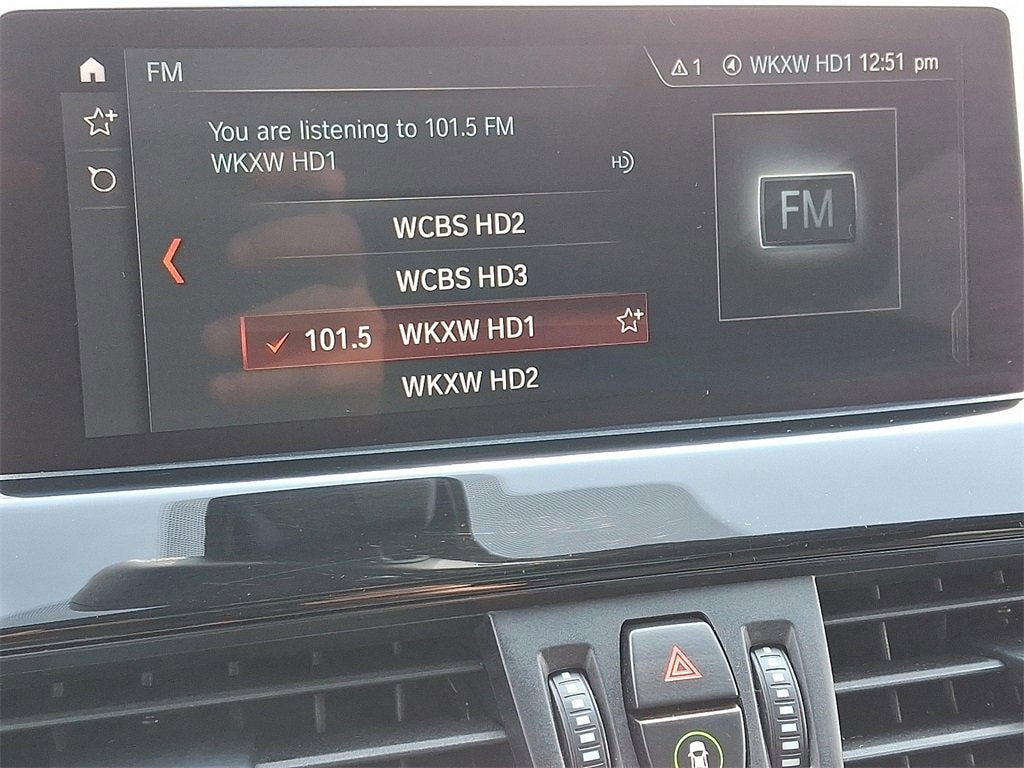 FM
1 WKXW HD1 12:51 pm
You are listening to 101.5 FM
WKXW HD1
HD
WCBS HD2
WCBS HD3
101.5 WKXW HD1
WKXW HD2
FM